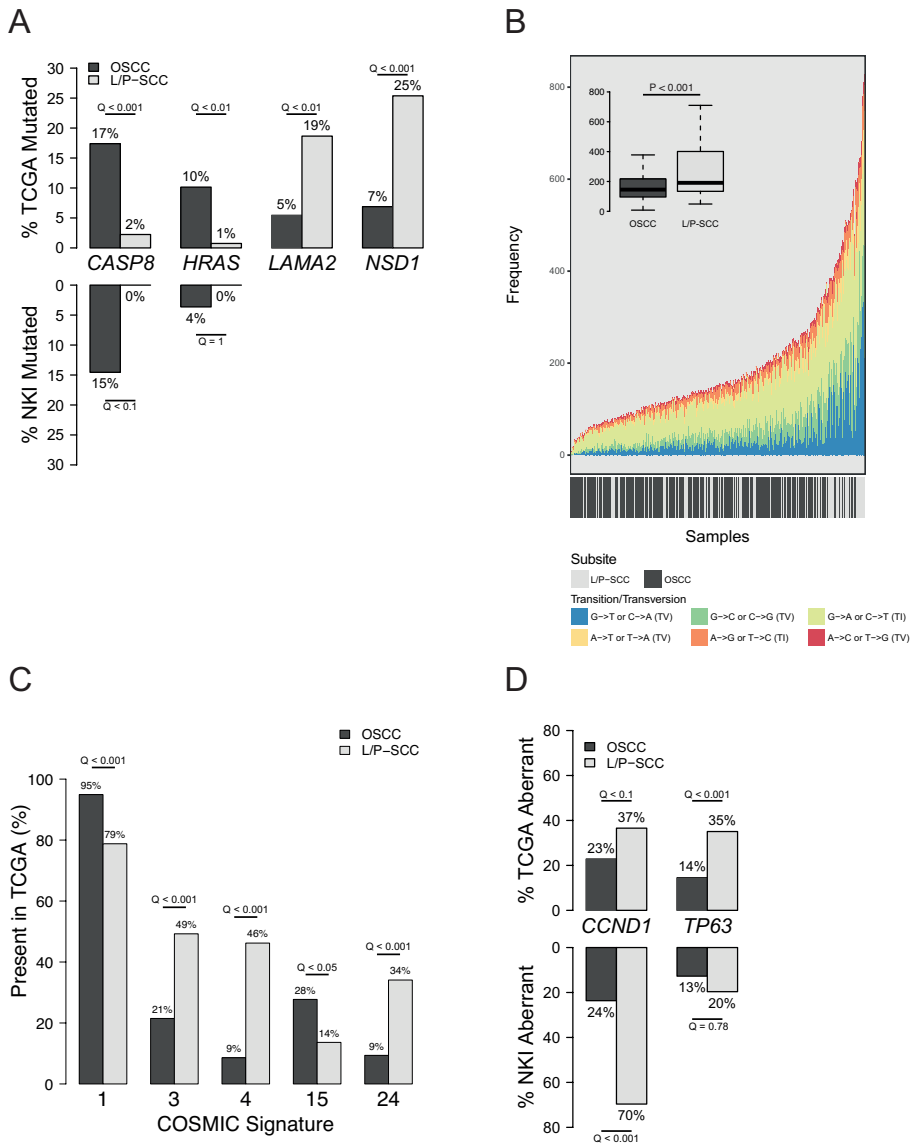 A
OSCC
L/P−SCC
% TCGA Mutated
30
25
20
15
10
5
0
Q < 0.001
17%
2%
Q < 0.01
10%
1%
Q < 0.01
5%
19%
Q < 0.001
7%
25%
CASP8 HRAS LAMA2 NSD1
% NKI Mutated
0
5
10
15
20
25
30
0%
15%
Q < 0.1
0%
4%
Q = 1
B
Frequency
800
600
400
200
0
P < 0.001
800
600
400
200
0
OSCC L/P-SCC
Samples
Subsite
L/P−SCC OSCC
Transition/Transversion
G−>T or C−>A (TV) G−>C or C−>G (TV) G−>A or C−>T (TI)
A−>T or T−>A (TV) A−>G or T−>C (TI) A−>C or T−>G (TV)
C
OSCC
L/P−SCC
Present in TCGA (%)
100
80
60
40
20
0
Q < 0.001
95%
79%
Q < 0.001
21%
49%
Q < 0.001
9%
46%
Q < 0.05
28%
14%
Q < 0.001
9%
34%
1 3 4 15 24
COSMIC Signature
D
OSCC
L/P−SCC
% TCGA Aberrant
80
60
40
20
0
Q < 0.1
23%
37%
Q < 0.001
14%
35%
CCND1 TP63
% NKI Aberrant
0
20
40
60
80
24%
70%
Q < 0.001
13%
20%
Q = 0.78